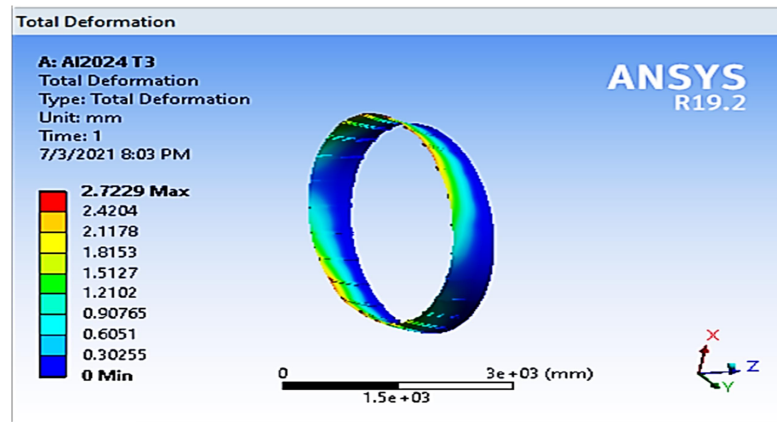 Total Deformation
A: Al2024 T3
Total Deformation
Type: Total Deformation
Unit: mm
Time: 1
7/3/2021 8:03 PM
ANSYS
R19.2
2.7229 Max
2.4204
2.1178
1.8153
1.5127
1.2102
0.90765
0.6051
0.30255
0 Min
0
3e+03 (mm)
1.5e+03
X
Z
Y